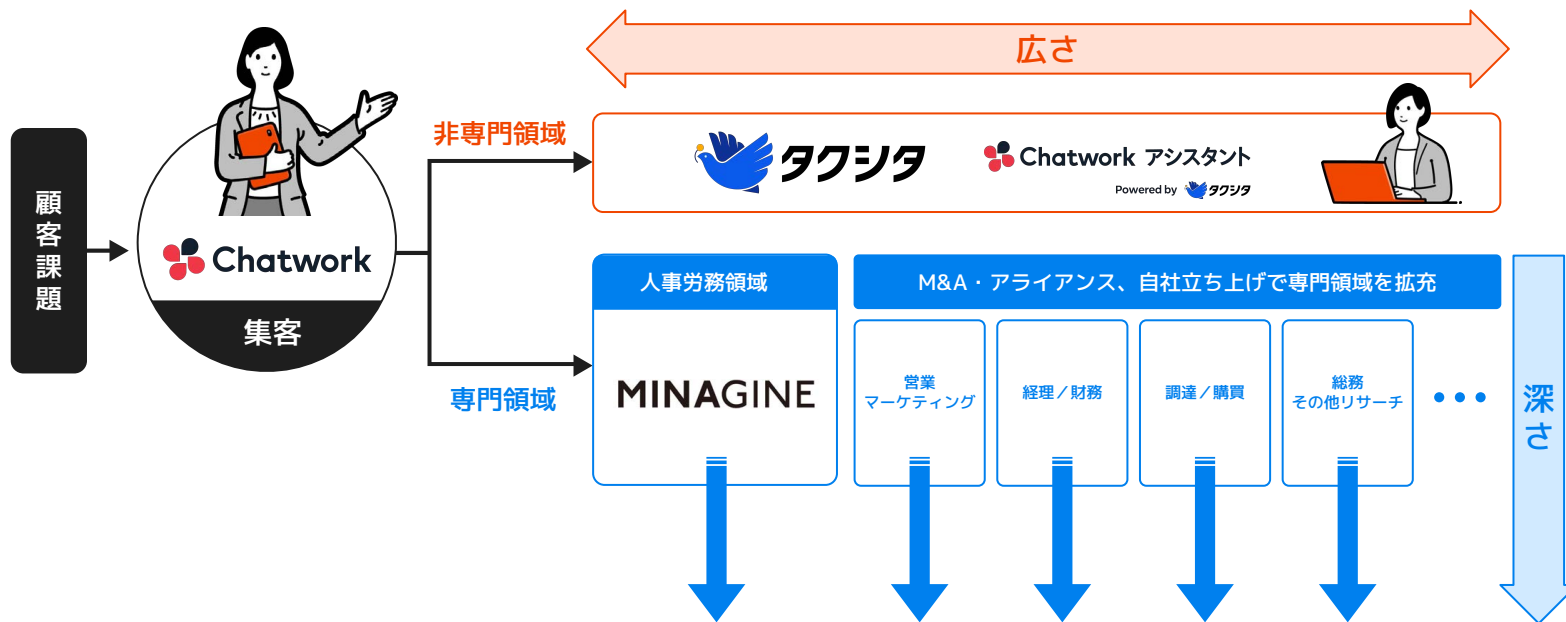 広さ
顧客課題
Chatwork
集客
非専門領域
タクシタ
Chatwork アシスタント
Powered by タクシタ
専門領域
人事労務領域
MINAGINE
M&A・アライアンス、自社立ち上げで専門領域を拡充
営業
マーケティング
経理／財務
調達／購買
総務
その他リサーチ
•••
深さ